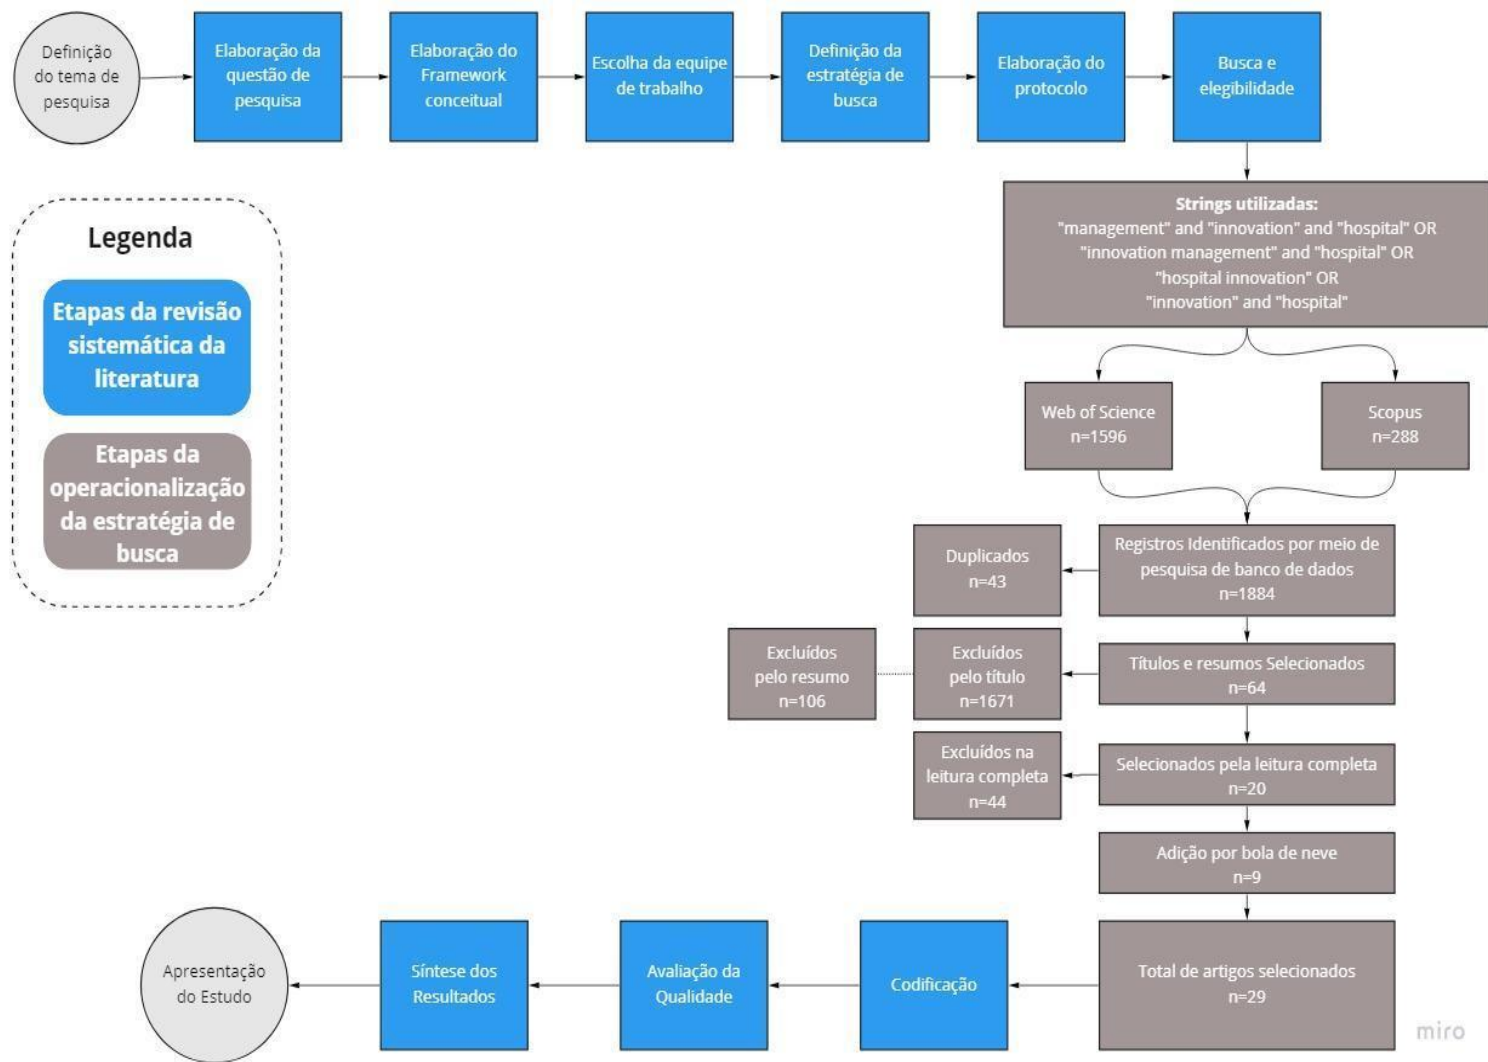 Definição
do tema de
pesquisa
Elaboração da
questão de
pesquisa
Elaboração do
Framework
conceitual
Escolha da equipe
de trabalho
Definição da
estratégia de
busca
Elaboração do
protocolo
Busca e
elegibilidade
Legenda
Etapas da revisão
sistemática da
literatura
Etapas da
operacionalização
da estratégia de
busca
Strings utilizadas:
"management" and "innovation" and "hospital" OR
"innovation management" and "hospital" OR
"hospital innovation" OR
"innovation" and "hospital"
Web of Science
n=1596
Scopus
n=288
Registros Identificados por meio de
pesquisa de banco de dados
n=1884
Duplicados
n=43
Títulos e resumos Selecionados
n=64
Excluídos
pelo título
n=1671
Excluídos
pelo resumo
n=106
Selecionados pela leitura completa
n=20
Excluídos na
leitura completa
n=44
Adição por bola de neve
n=9
Total de artigos selecionados
n=29
Codificação
Avaliação da
Qualidade
Síntese dos
Resultados
Apresentação
do Estudo
miro